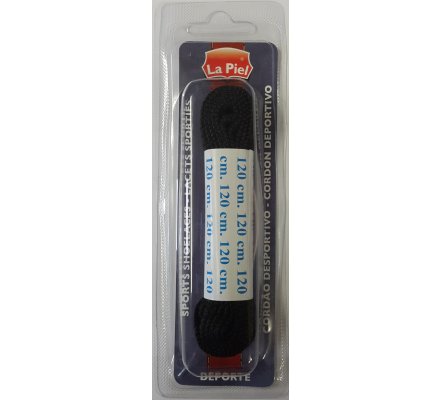 La Piel
SPORTS SHOELACES - LACETS SPORTIFS
120 cm. 120 cm. 120
cm. 120 cm. 120 cm.
120 cm. 120 cm. 120
CORDÃO DESPORTIVO - CORDON DEPORTIVO
DEPORTE